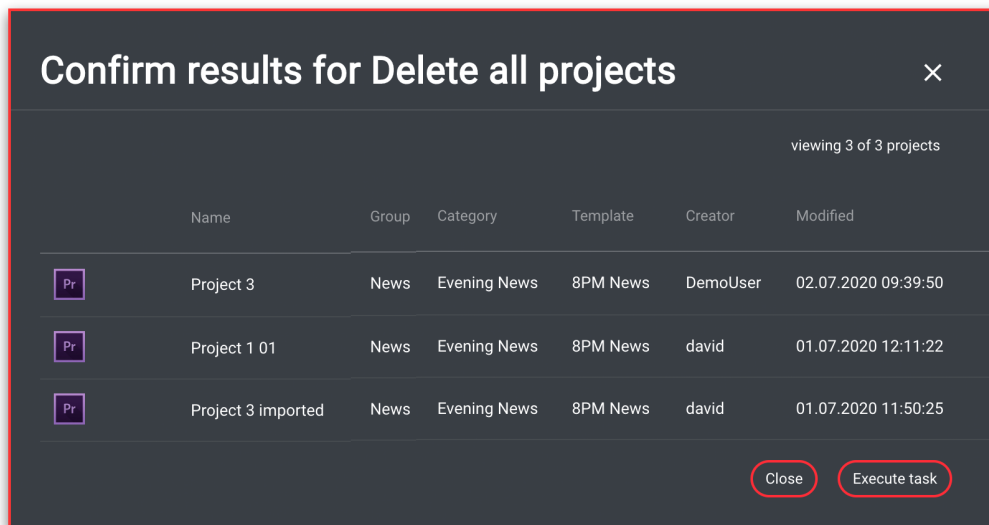 Confirm results for Delete all projects
viewing 3 of 3 projects
Name Group Category Template Creator Modified
Pr Project 3 News Evening News 8PM News DemoUser 02.07.2020 09:39:50
Pr Project 1 01 News Evening News 8PM News david 01.07.2020 12:11:22
Pr Project 3 imported News Evening News 8PM News david 01.07.2020 11:50:25
Close Execute task